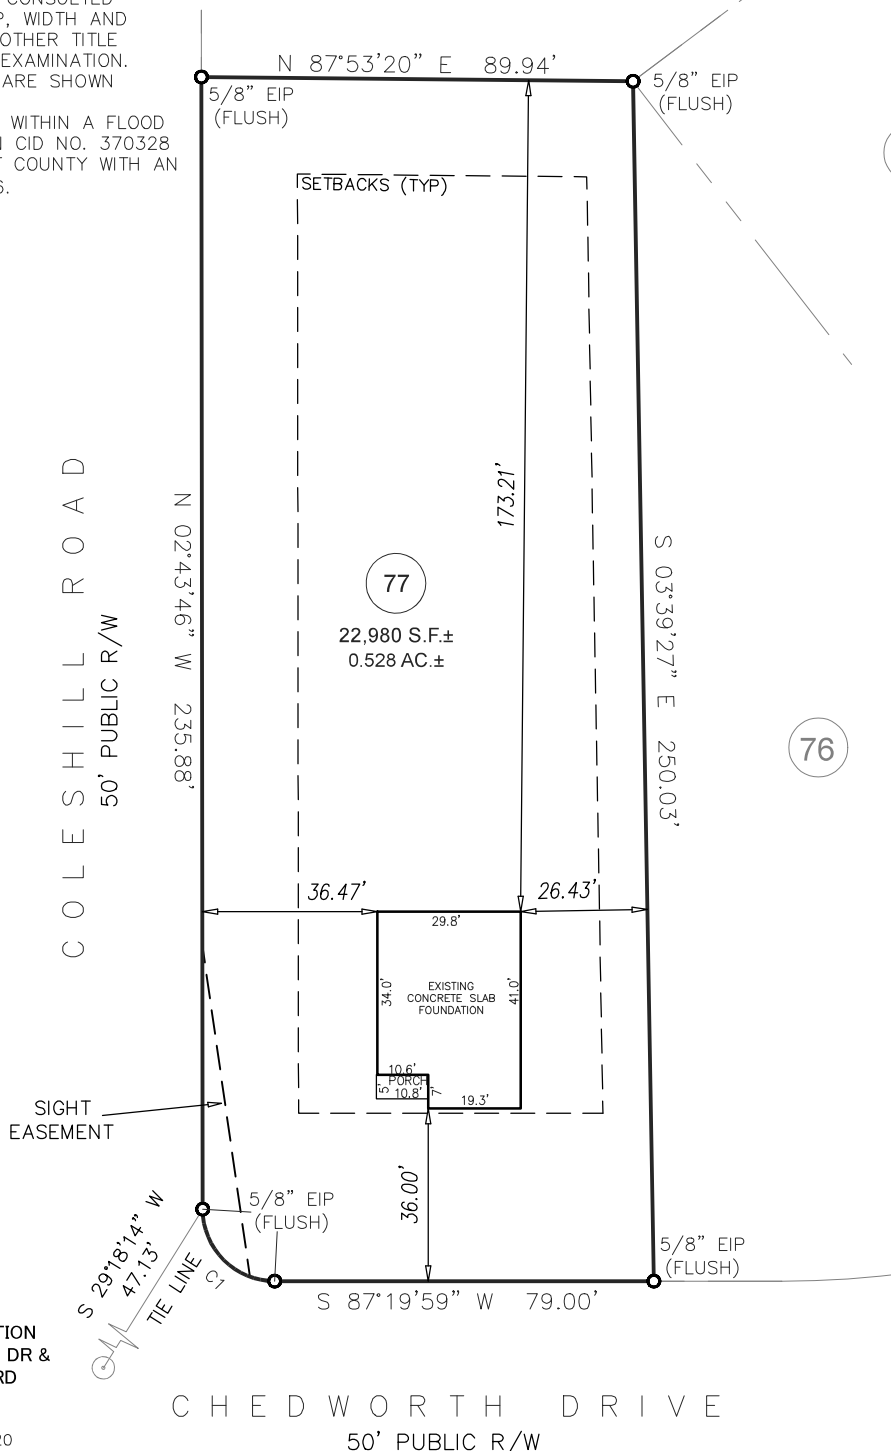 CONSULTED
P, WIDTH AND
OTHER TITLE
EXAMINATION.
ARE SHOWN
WITHIN A FLOOD
N CID NO. 370328
T COUNTY WITH AN
6.
N 87°53'20" E 89.94'
5/8" EIP
(FLUSH)
5/8" EIP
(FLUSH)
SETBACKS (TYP)
173.21'
COLESHILL ROAD
50' PUBLIC R/W
N 02°43'46" W 235.88'
77
22,980 S.F.±
0.528 AC.±
S 03°39'27" E 250.03'
76
36.47'
26.43'
29.8'
34.0'
EXISTING
CONCRETE SLAB
FOUNDATION
41.0'
10.6'
PORCH
5'
10.8'
7'
19.3'
SIGHT
EASEMENT
36.00'
5/8" EIP
(FLUSH)
5/8" EIP
(FLUSH)
S 29°18'14" W
47.13'
TIE LINE
C1
S 87°19'59" W 79.00'
TION
DR &
RD
CHEDWORTH DRIVE
50' PUBLIC R/W
20